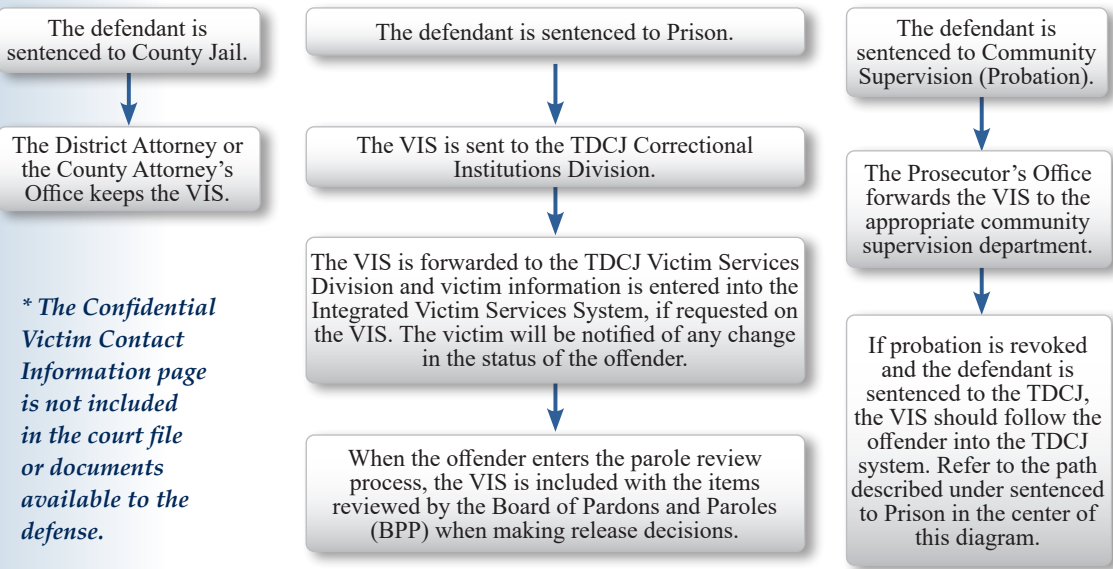 The defendant is
sentenced to County Jail.
The District Attorney or
the County Attorney's
Office keeps the VIS.
* The Confidential
Victim Contact
Information page
is not included
in the court file
or documents
available to the
defense.
The defendant is sentenced to Prison.
The VIS is sent to the TDCJ Correctional
Institutions Division.
The VIS is forwarded to the TDCJ Victim Services
Division and victim information is entered into the
Integrated Victim Services System, if requested on
the VIS. The victim will be notified of any change
in the status of the offender.
When the offender enters the parole review
process, the VIS is included with the items
reviewed by the Board of Pardons and Paroles
(BPP) when making release decisions.
The defendant is
sentenced to Community
Supervision (Probation).
The Prosecutor's Office
forwards the VIS to the
appropriate community
supervision department.
If probation is revoked
and the defendant is
sentenced to the TDCJ,
the VIS should follow the
offender into the TDCJ
system. Refer to the path
described under sentenced
to Prison in the center of
this diagram.